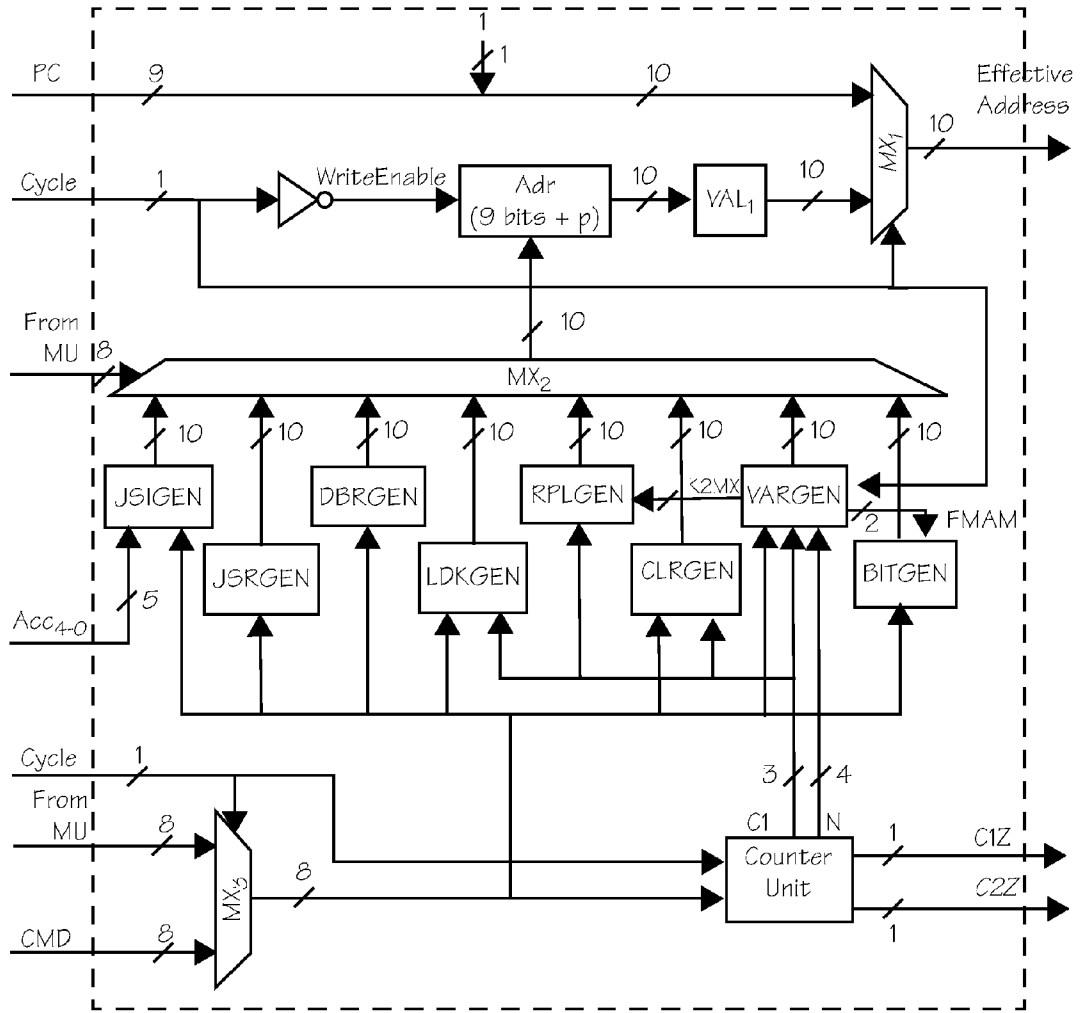 1
PC
9
1
10
Effective
Address
10
MX1
Cycle
1
WriteEnable
Adr
(9 bits + p)
10
VAL1
10
From
MU
8
10
MX2
10
10
10
10
10
10
10
10
JSIGEN
DBRGEN
RPLGEN
<2MX
VARGEN
2
FMAM
JSRGEN
LDKGEN
CLRGEN
BITGEN
5
Acc4-0
Cycle
1
3
4
From
MU
8
C1
N
C1Z
1
Counter
Unit
MX3
8
C2Z
1
CMD
8